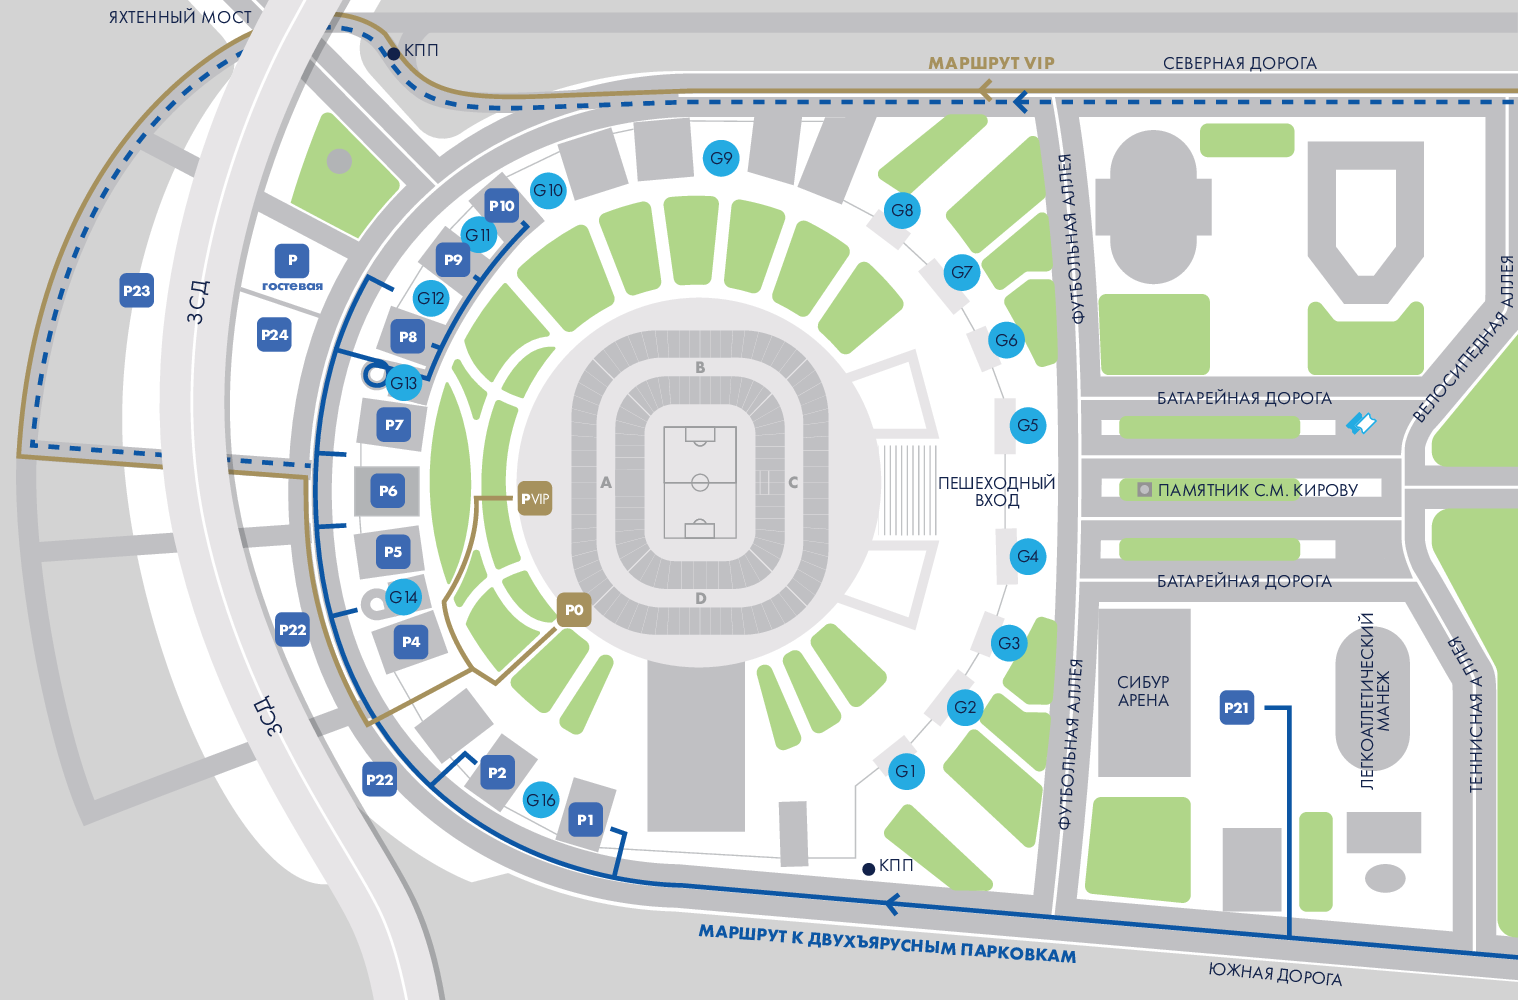 ЯХТЕННЫЙ МОСТ
КПП
МАРШРУТ VIP
СЕВЕРНАЯ ДОРОГА
G9
G10
P10
G11
G8
P9
G7
P
гостевая
P23
G12
ЗСД
P24
P8
G6
G13
B
P7
G5
ФУТБОЛЬНАЯ АЛЛЕЯ
БАТАРЕЙНАЯ ДОРОГА
ВЕЛОСИПЕДНАЯ АЛЛЕЯ
P6
PVIP
A
C
ПЕШЕХОДНЫЙ
ВХОД
ПАМЯТНИК С.М. КИРОВУ
P5
G4
G14
D
БАТАРЕЙНАЯ ДОРОГА
P0
P22
P4
G3
ЗСД
СИБУР
АРЕНА
G2
P21
ФУТБОЛЬНАЯ АЛЛЕЯ
ЛЕГКОАТЛЕТИЧЕСКИЙ
МАНЕЖ
ТЕННИСНАЯ АЛЛЕЯ
P22
P2
G16
G1
P1
КПП
МАРШРУТ К ДВУХЪЯРУСНЫМ ПАРКОВКАМ
ЮЖНАЯ ДОРОГА